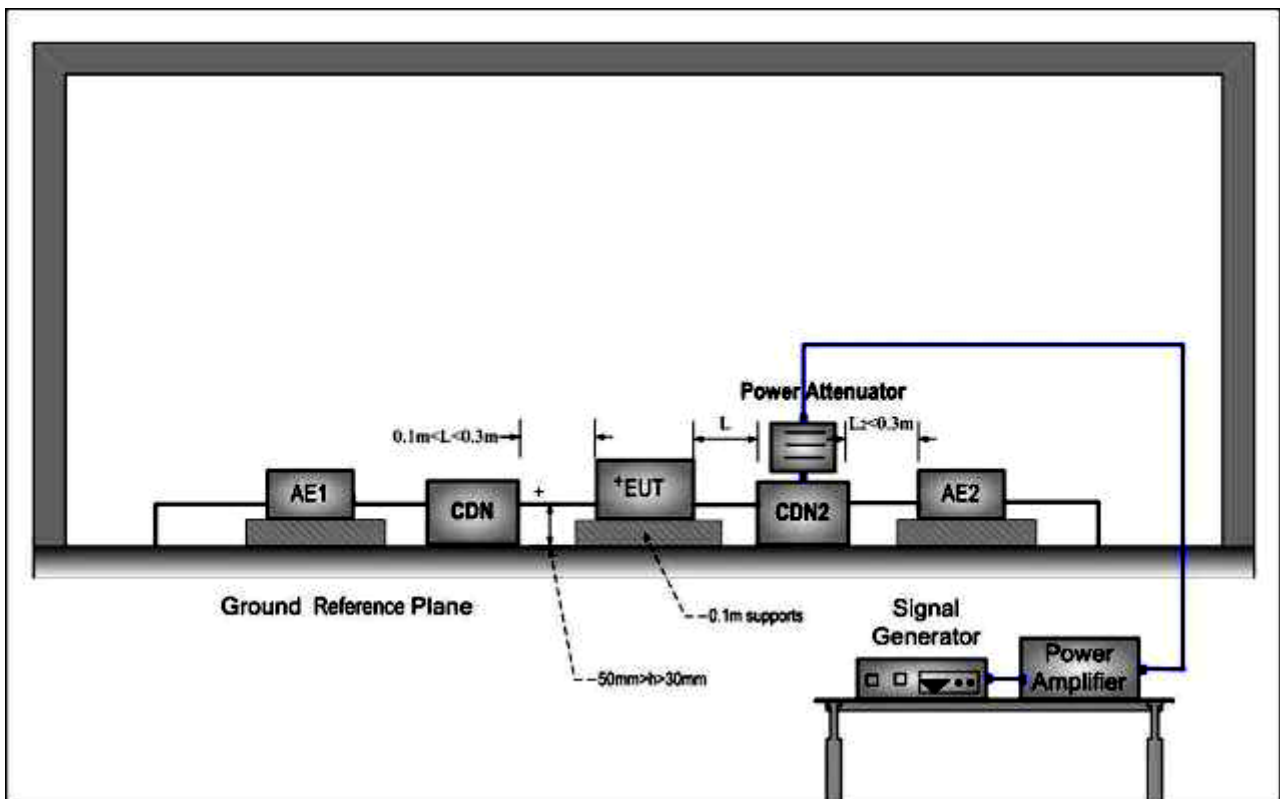 Power Attenuator
0.1m<L<0.3m
L
L2<0.3m
AE1
CDN
+
+EUT
CDN2
AE2
Ground Reference Plane
0.1m supports
50mm>h>30mm
Signal
Generator
Power
Amplifier